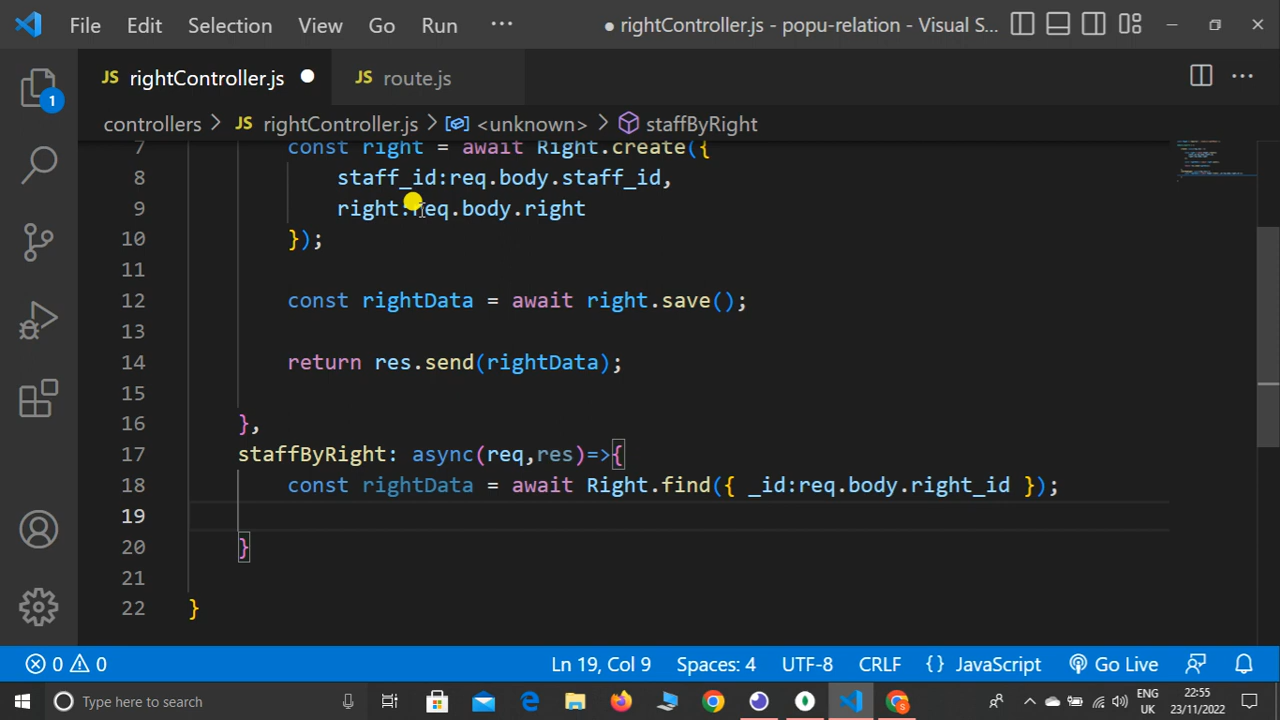 File Edit Selection View Go Run ··· ● rightController.js - popu-relation - Visual S...
JS rightController.js ● JS route.js ···
controllers > JS rightController.js > <unknown> > staffByRight
7 const right = await Right.create({
8 staff_id:req.body.staff_id,
9 right:req.body.right
10 });
11
12 const rightData = await right.save();
13
14 return res.send(rightData);
15
16 },
17 staffByRight: async(req,res)=>{
18 const rightData = await Right.find({ _id:req.body.right_id });
19
20 }
21
22 }
1
0 0 Ln 19, Col 9 Spaces: 4 UTF-8 CRLF {} JavaScript Go Live
Type here to search ENG 22:55
UK 23/11/2022